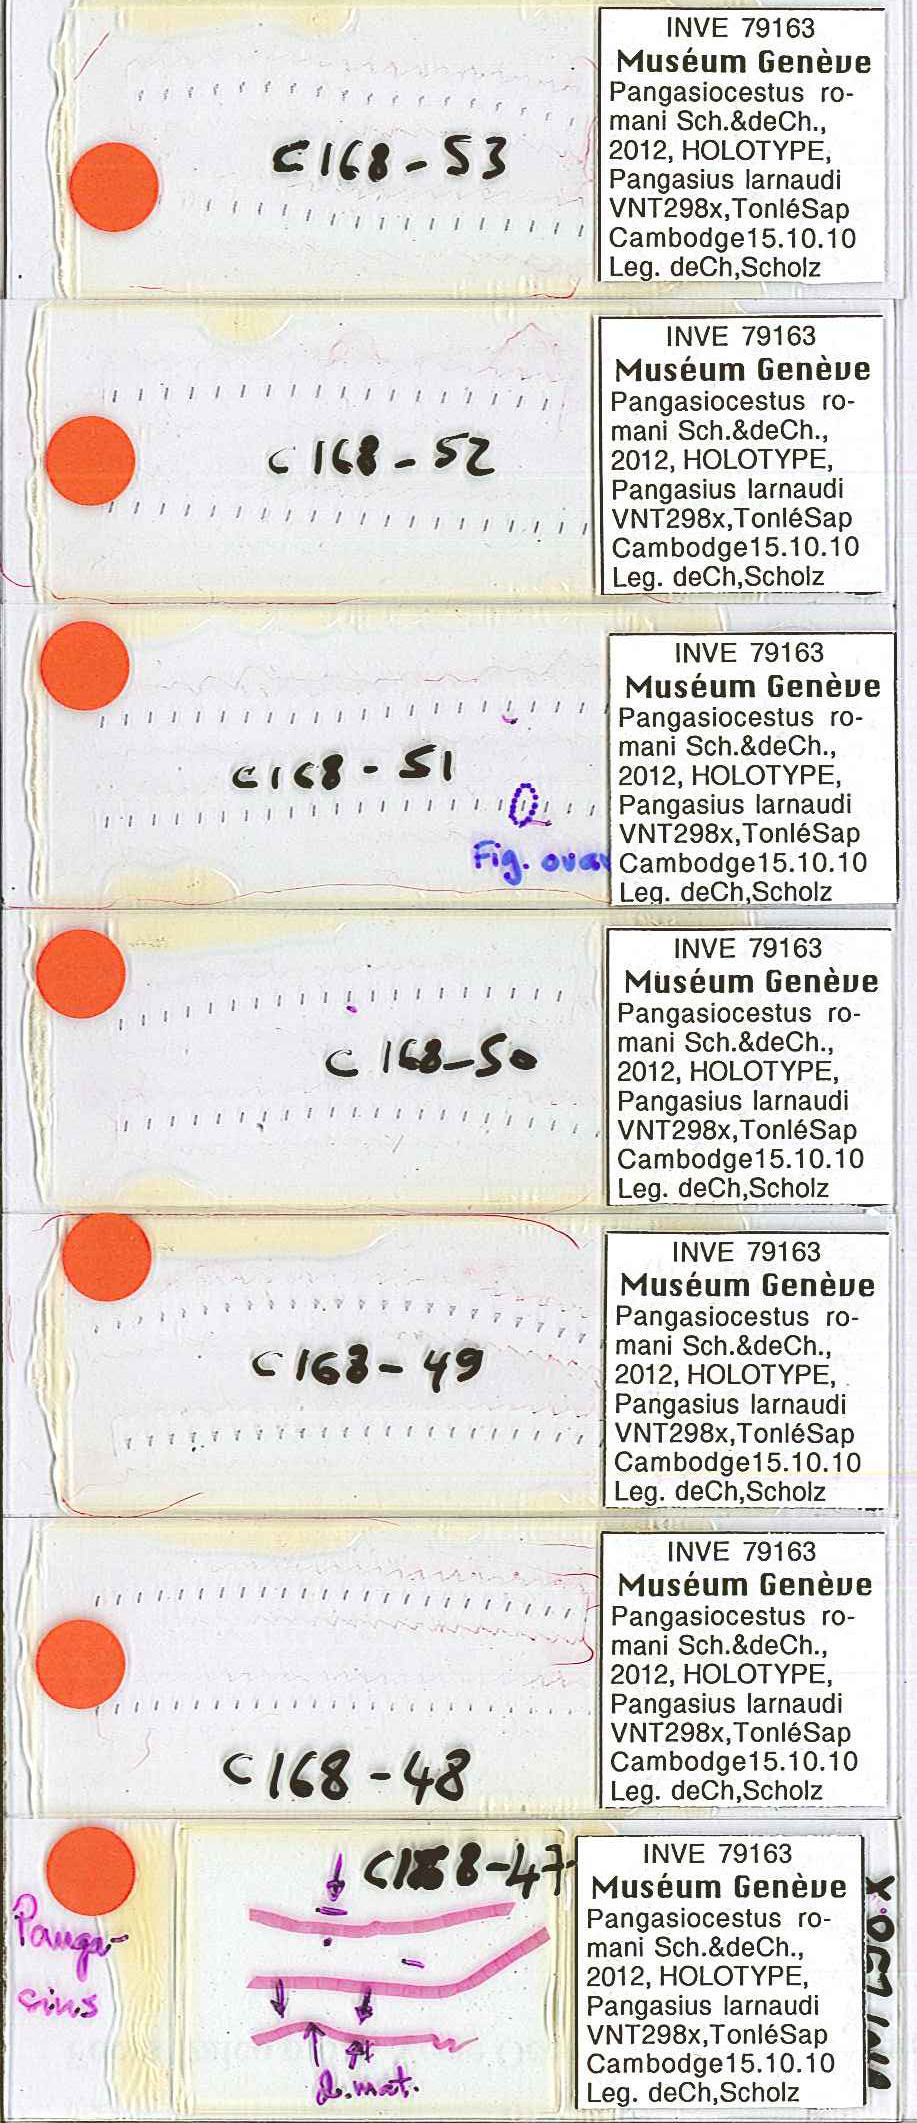 INVE 79163
Muséum Genève
Pangasiocestus ro-
mani Sch.&deCh.,
2012, HOLOTYPE,
Pangasius larnaudi
VNT298x,TonléSap
Cambodge15.10.10
Leg. deCh,Scholz
C168-53
INVE 79163
Muséum Genève
Pangasiocestus ro-
mani Sch.&deCh.,
2012, HOLOTYPE,
Pangasius larnaudi
VNT298x,TonléSap
Cambodge15.10.10
Leg. deCh,Scholz
C168-52
INVE 79163
Muséum Genève
Pangasiocestus ro-
mani Sch.&deCh.,
2012, HOLOTYPE,
Pangasius larnaudi
VNT298x,TonléSap
Cambodge15.10.10
Leg. deCh,Scholz
C168-51
Fig.
INVE 79163
Muséum Genève
Pangasiocestus ro-
mani Sch.&deCh.,
2012, HOLOTYPE,
Pangasius larnaudi
VNT298x,TonléSap
Cambodge15.10.10
Leg. deCh,Scholz
C168-50
INVE 79163
Muséum Genève
Pangasiocestus ro-
mani Sch.&deCh.,
2012, HOLOTYPE,
Pangasius larnaudi
VNT298x,TonléSap
Cambodge15.10.10
Leg. deCh,Scholz
C168-49
INVE 79163
Muséum Genève
Pangasiocestus ro-
mani Sch.&deCh.,
2012, HOLOTYPE,
Pangasius larnaudi
VNT298x,TonléSap
Cambodge15.10.10
Leg. deCh,Scholz
C168-48
INVE 79163
Muséum Genève
Pangasiocestus ro-
mani Sch.&deCh.,
2012, HOLOTYPE,
Pangasius larnaudi
VNT298x,TonléSap
Cambodge15.10.10
Leg. deCh,Scholz
C168-47
Panga-
cius